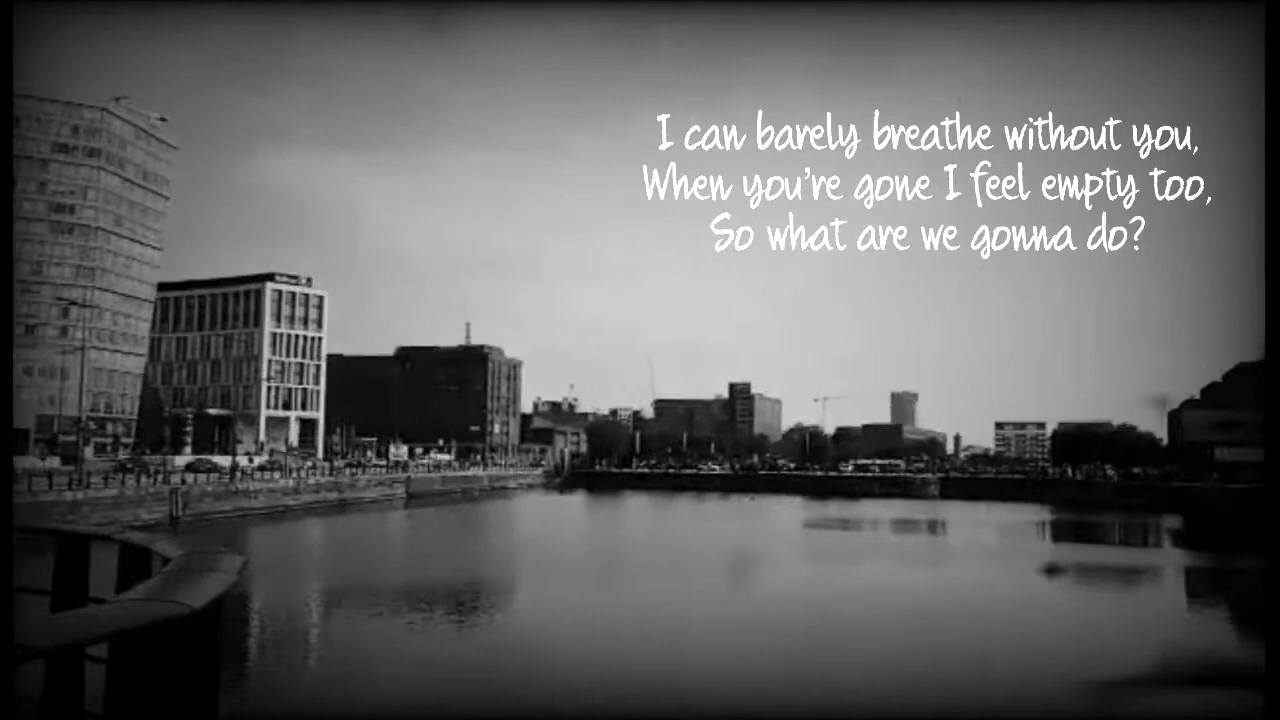 I can barely breathe without you,
When you're gone I feel empty too,
So what are we gonna do?